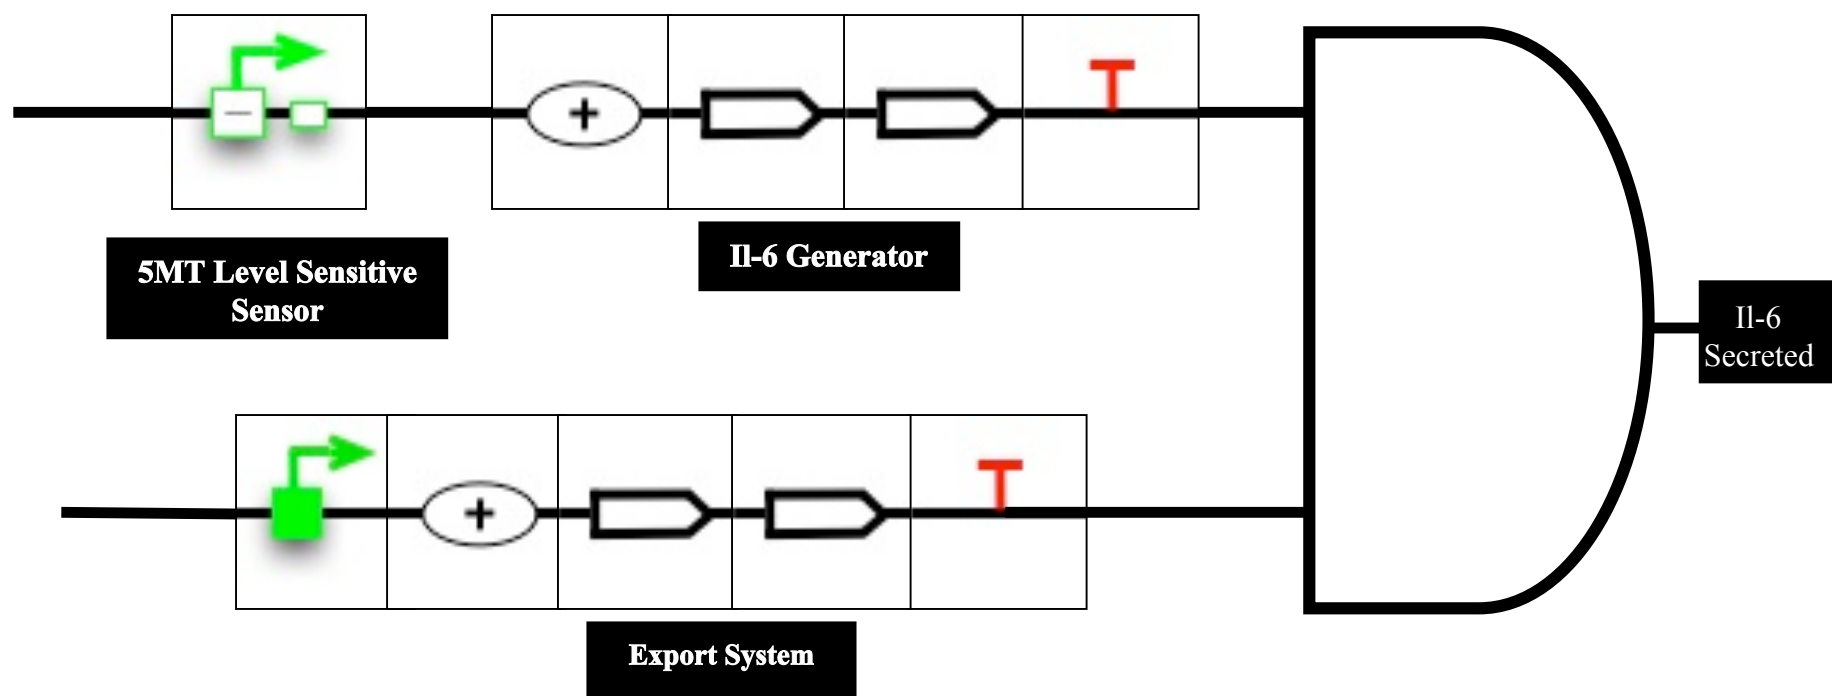 5MT Level Sensitive
Sensor
Il-6 Generator
Il-6
Secreted
Export System